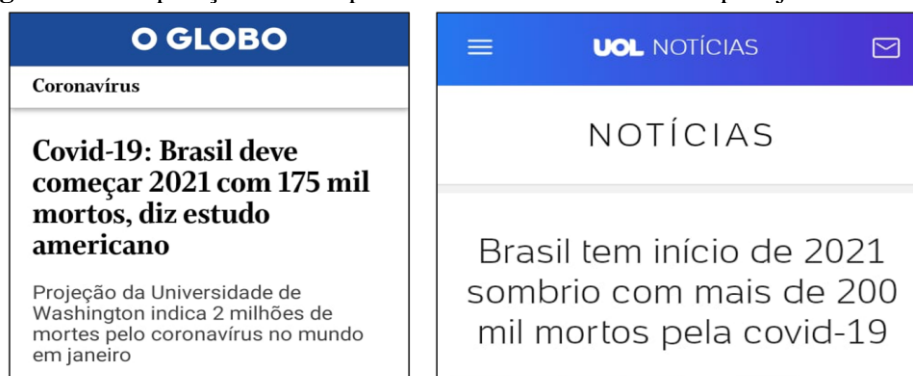 O GLOBO
Coronavírus
Covid-19: Brasil deve
começar 2021 com 175 mil
mortos, diz estudo
americano
Projeção da Universidade de
Washington indica 2 milhões de
mortes pelo coronavírus no mundo
em janeiro
UOL NOTÍCIAS
NOTÍCIAS
Brasil tem início de 2021
sombrio com mais de 200
mil mortos pela covid-19